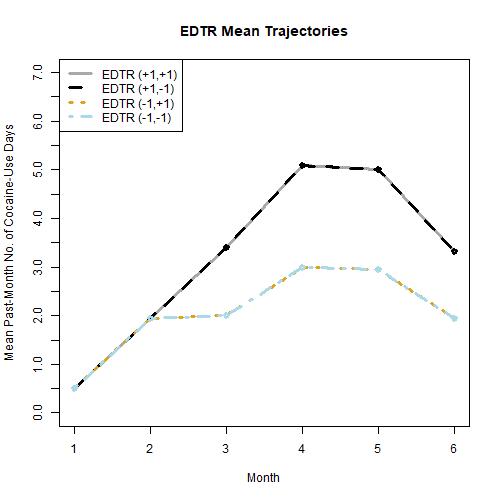 EDTR Mean Trajectories
EDTR (+1,+1)
EDTR (+1,-1)
EDTR (-1,+1)
EDTR (-1,-1)
Mean Past-Month No. of Cocaine-Use Days
7.0
6.0
5.0
4.0
3.0
2.0
1.0
0.0
1 2 3 4 5 6
Month